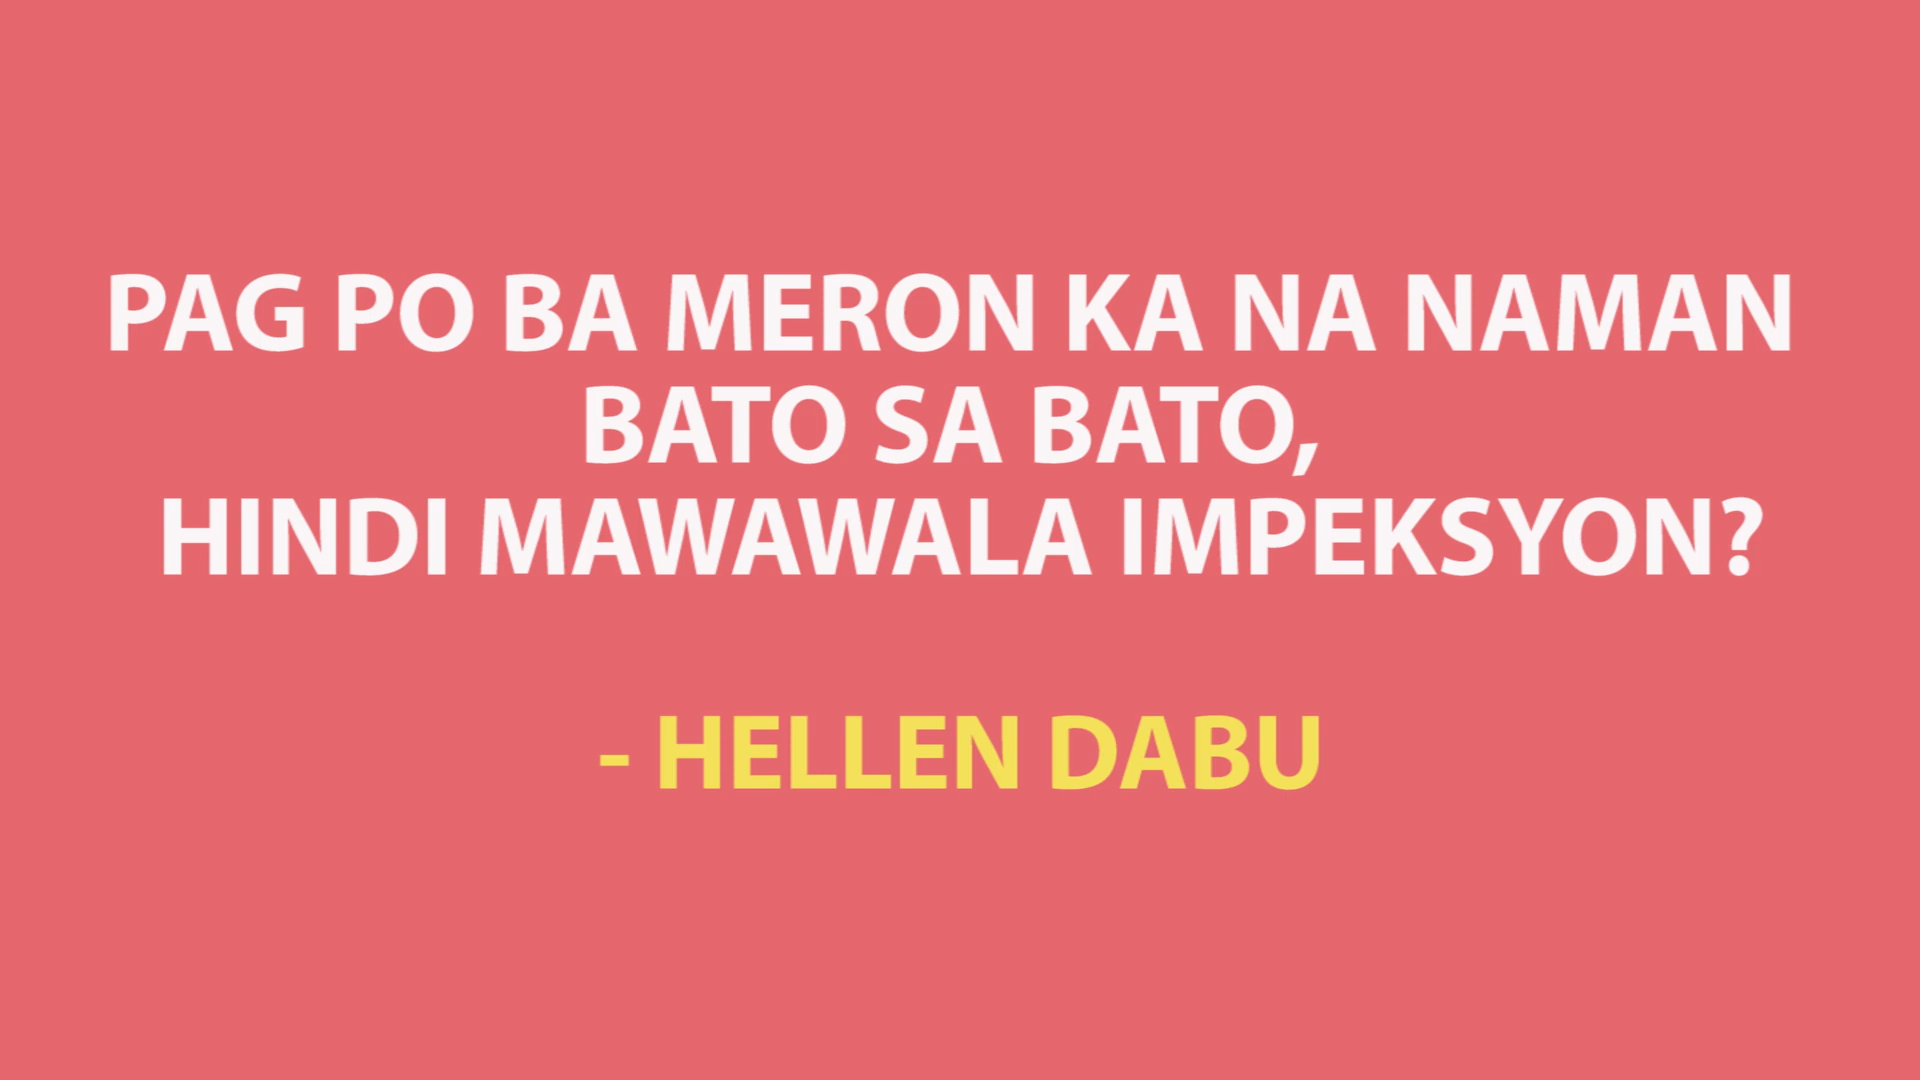 PAG PO BA MERON KA NA NAMAN
BATO SA BATO,
HINDI MAWAWALA IMPEKSYON?
- HELLEN DABU